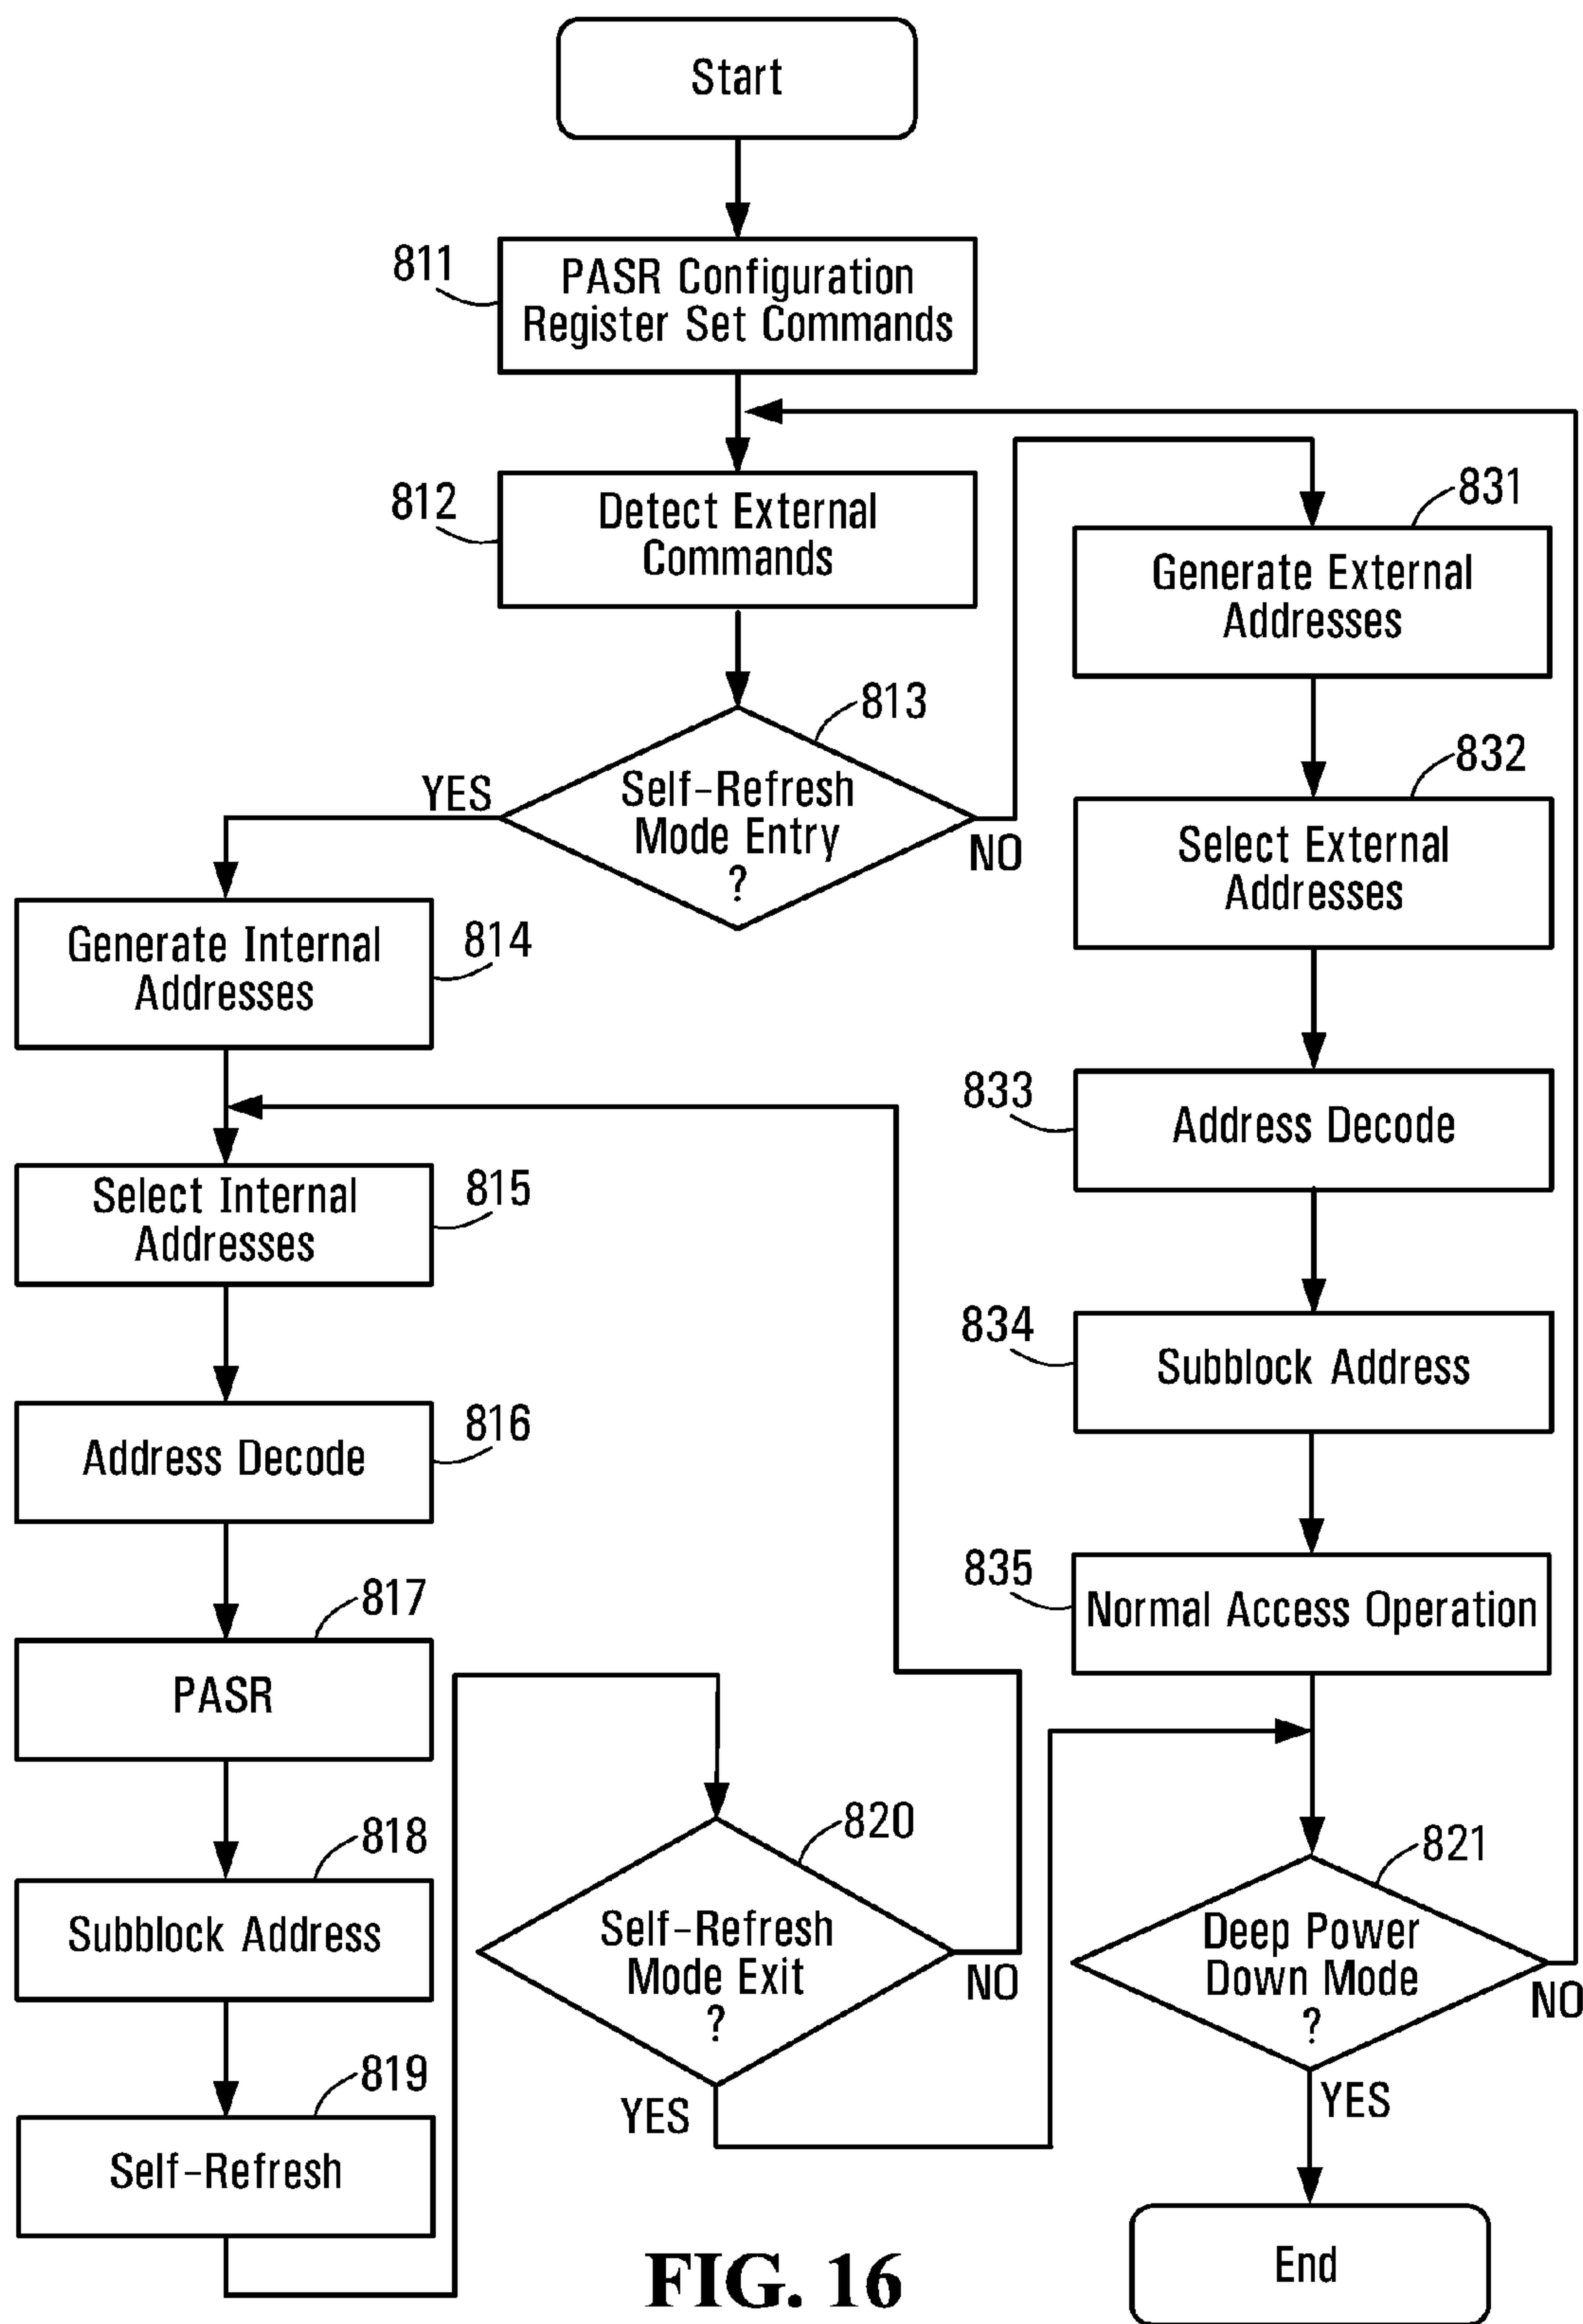 Start
811
PASR Configuration
Register Set Commands
812
Detect External
Commands
813
Self-Refresh
Mode Entry
?
YES
NO
814
Generate Internal
Addresses
815
Select Internal
Addresses
816
Address Decode
817
PASR
818
Subblock Address
819
Self-Refresh
820
Self-Refresh
Mode Exit
?
NO
YES
831
Generate External
Addresses
832
Select External
Addresses
833
Address Decode
834
Subblock Address
835
Normal Access Operation
821
Deep Power
Down Mode
?
NO
YES
End
FIG. 16